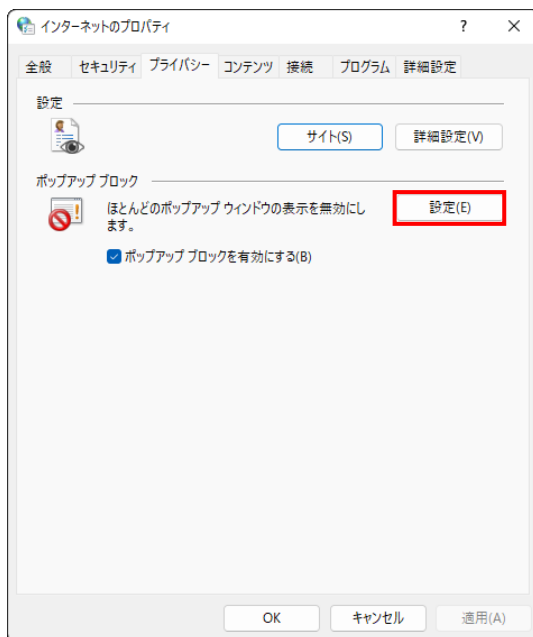 インターネットのプロパティ ? ×
全般 セキュリティ プライバシー コンテンツ 接続 プログラム 詳細設定
設定
サイト(S) 詳細設定(V)
ポップアップ ブロック
ほとんどのポップアップ ウィンドウの表示を無効にし
ます。
設定(E)
ポップアップ ブロックを有効にする(B)
OK キャンセル 適用(A)